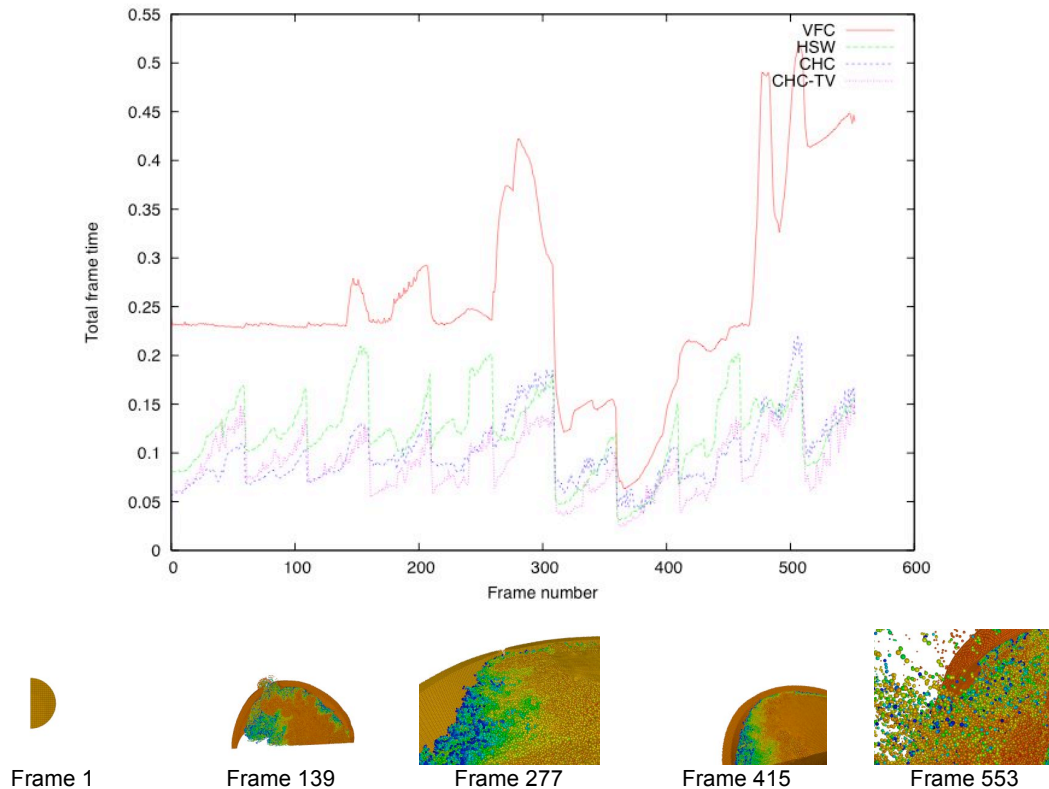 0.55
0.5
0.45
0.4
0.35
0.3
0.25
0.2
0.15
0.1
0.05
0
Total frame time
VFC
HSW
CHC
CHC-TV
0 100 200 300 400 500 600
Frame number
Frame 1 Frame 139 Frame 277 Frame 415 Frame 553